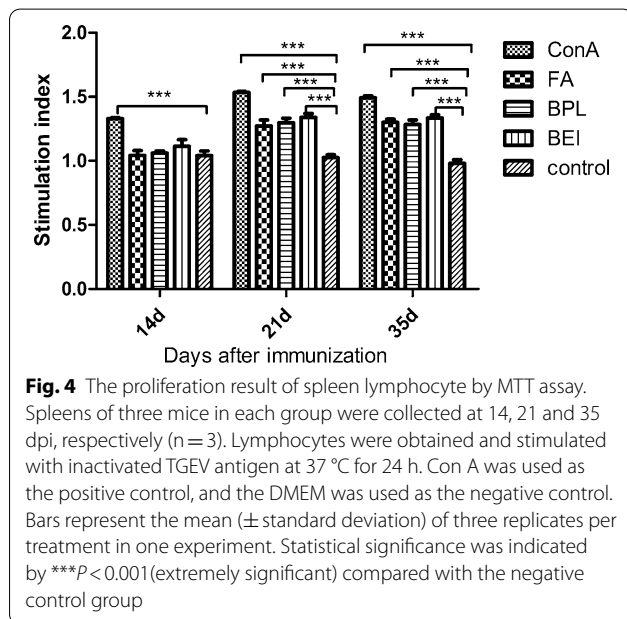 2.0
1.5
1.0
0.5
0.0
Stimulation index
***
***
***
***
***
***
***
***
***
14d
21d
35d
Days after immunization
ConA
FA
BPL
BEI
control
Fig. 4 The proliferation result of spleen lymphocyte by MTT assay.
Spleens of three mice in each group were collected at 14, 21 and 35
dpi, respectively (n = 3). Lymphocytes were obtained and stimulated
with inactivated TGEV antigen at 37 °C for 24 h. Con A was used as
the positive control, and the DMEM was used as the negative control.
Bars represent the mean (± standard deviation) of three replicates per
treatment in one experiment. Statistical significance was indicated
by ***P < 0.001(extremely significant) compared with the negative
control group